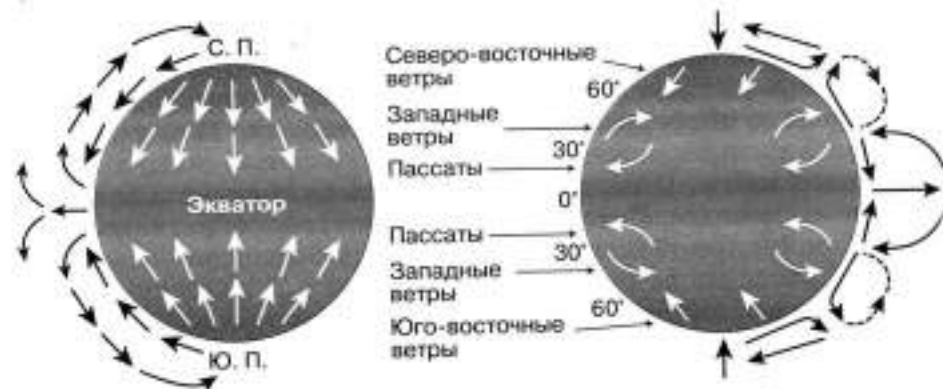 С. П.
Экватор
Ю. П.
Северо-восточные
ветры
60°
Западные
ветры
30°
Пассаты
0°
Пассаты
30°
Западные
ветры
60°
Юго-восточные
ветры